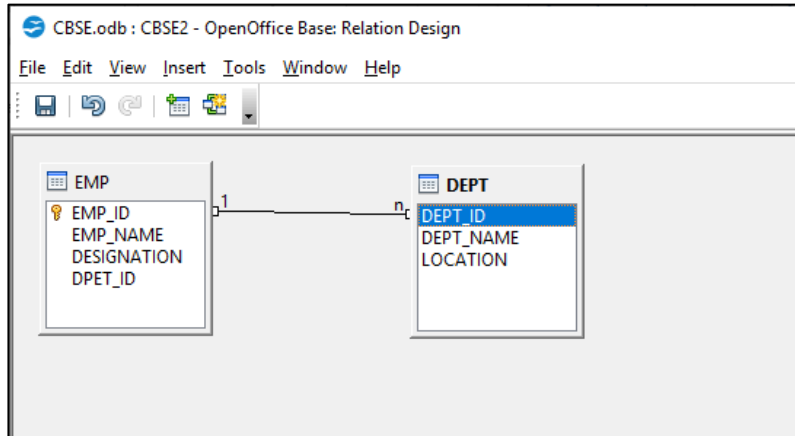 CBSE.odb : CBSE2 - OpenOffice Base: Relation Design
File Edit View Insert Tools Window Help
EMP
EMP_ID
EMP_NAME
DESIGNATION
DPET_ID
1
n
DEPT
DEPT_ID
DEPT_NAME
LOCATION